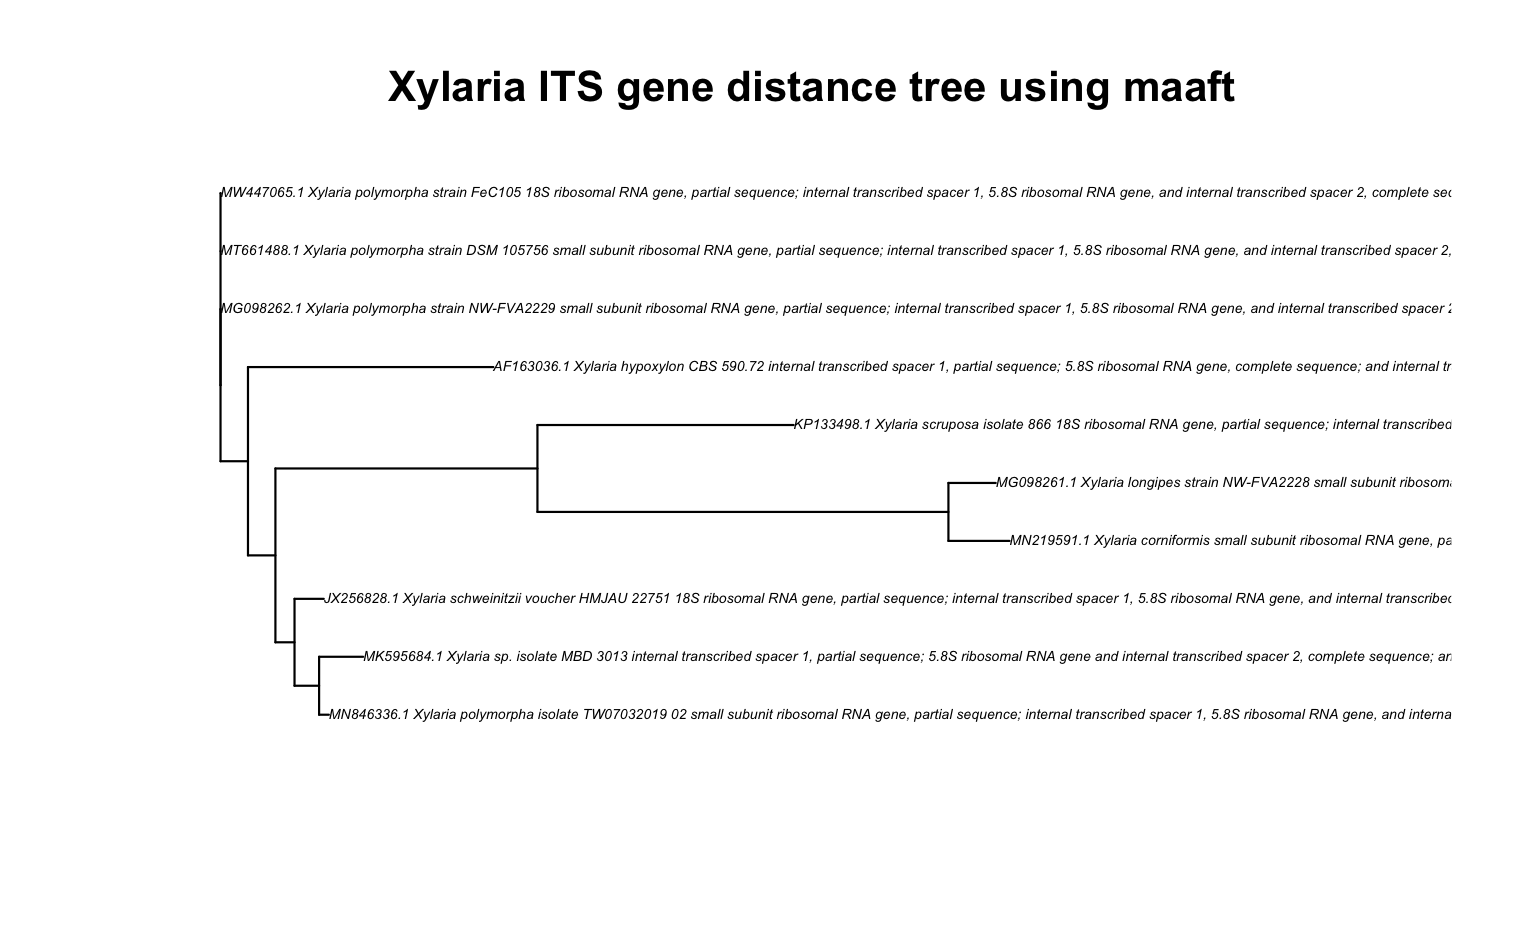 Xylaria ITS gene distance tree using maaft
MW447065.1 Xylaria polymorpha strain FeC105 18S ribosomal RNA gene, partial sequence; internal transcribed spacer 1, 5.8S ribosomal RNA gene, and internal transcribed spacer 2, complete sec
MT661488.1 Xylaria polymorpha strain DSM 105756 small subunit ribosomal RNA gene, partial sequence; internal transcribed spacer 1, 5.8S ribosomal RNA gene, and internal transcribed spacer 2,
MG098262.1 Xylaria polymorpha strain NW-FVA2229 small subunit ribosomal RNA gene, partial sequence; internal transcribed spacer 1, 5.8S ribosomal RNA gene, and internal transcribed spacer 2
AF163036.1 Xylaria hypoxylon CBS 590.72 internal transcribed spacer 1, partial sequence; 5.8S ribosomal RNA gene, complete sequence; and internal tr
KP133498.1 Xylaria scruposa isolate 866 18S ribosomal RNA gene, partial sequence; internal transcribed
MG098261.1 Xylaria longipes strain NW-FVA2228 small subunit ribosom
MN219591.1 Xylaria corniformis small subunit ribosomal RNA gene, pa
JX256828.1 Xylaria schweinitzii voucher HMJAU 22751 18S ribosomal RNA gene, partial sequence; internal transcribed spacer 1, 5.8S ribosomal RNA gene, and internal transcribed
MK595684.1 Xylaria sp. isolate MBD 3013 internal transcribed spacer 1, partial sequence; 5.8S ribosomal RNA gene and internal transcribed spacer 2, complete sequence; an
MN846336.1 Xylaria polymorpha isolate TW07032019 02 small subunit ribosomal RNA gene, partial sequence; internal transcribed spacer 1, 5.8S ribosomal RNA gene, and interna